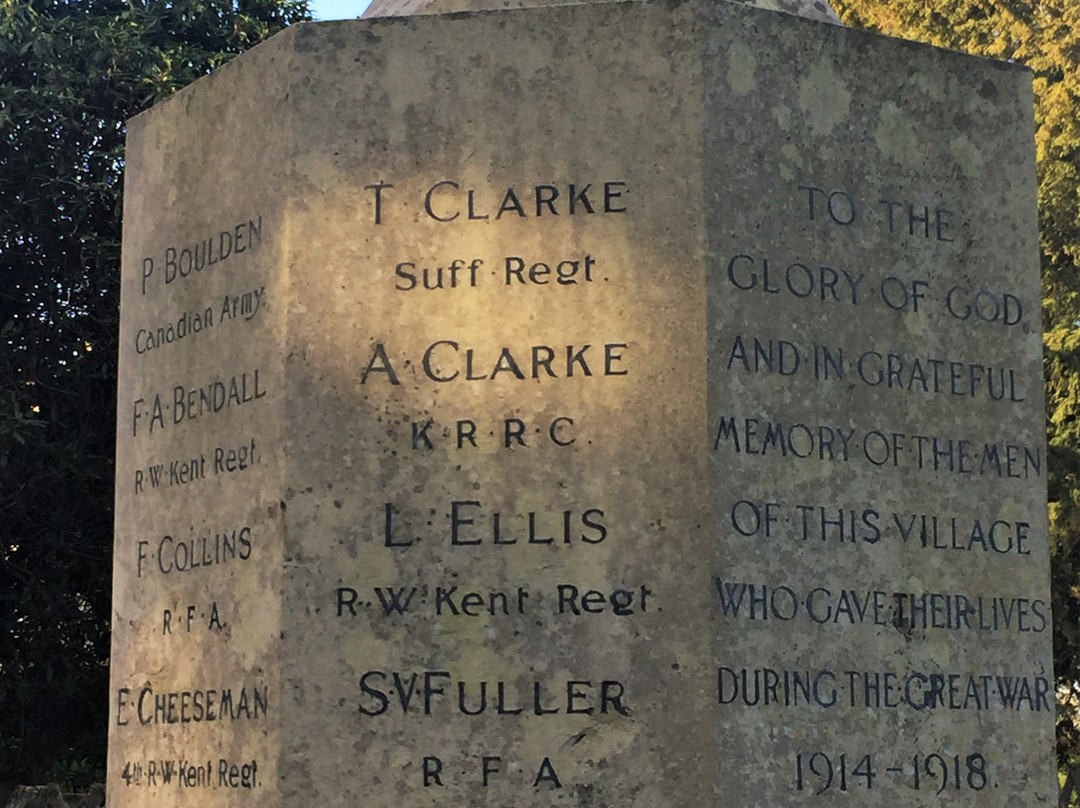 P·BOULDEN
Canadian Army.
F·A·BENDALL
R·W·Kent Regt.
F·COLLINS
R·F·A.
E·CHEESEMAN
4th·R·W·Kent Regt.
T·CLARKE
Suff·Regt.
A·CLARKE
K·R·R·C.
L·ELLIS
R·W·Kent Regt.
S·V·FULLER
R·F·A
TO·THE
GLORY·OF·GOD
AND·IN·GRATEFUL
MEMORY·OF·THE·MEN
OF·THIS·VILLAGE
WHO·GAVE·THEIR·LIVES
DURING·THE·GREAT·WAR
1914-1918.